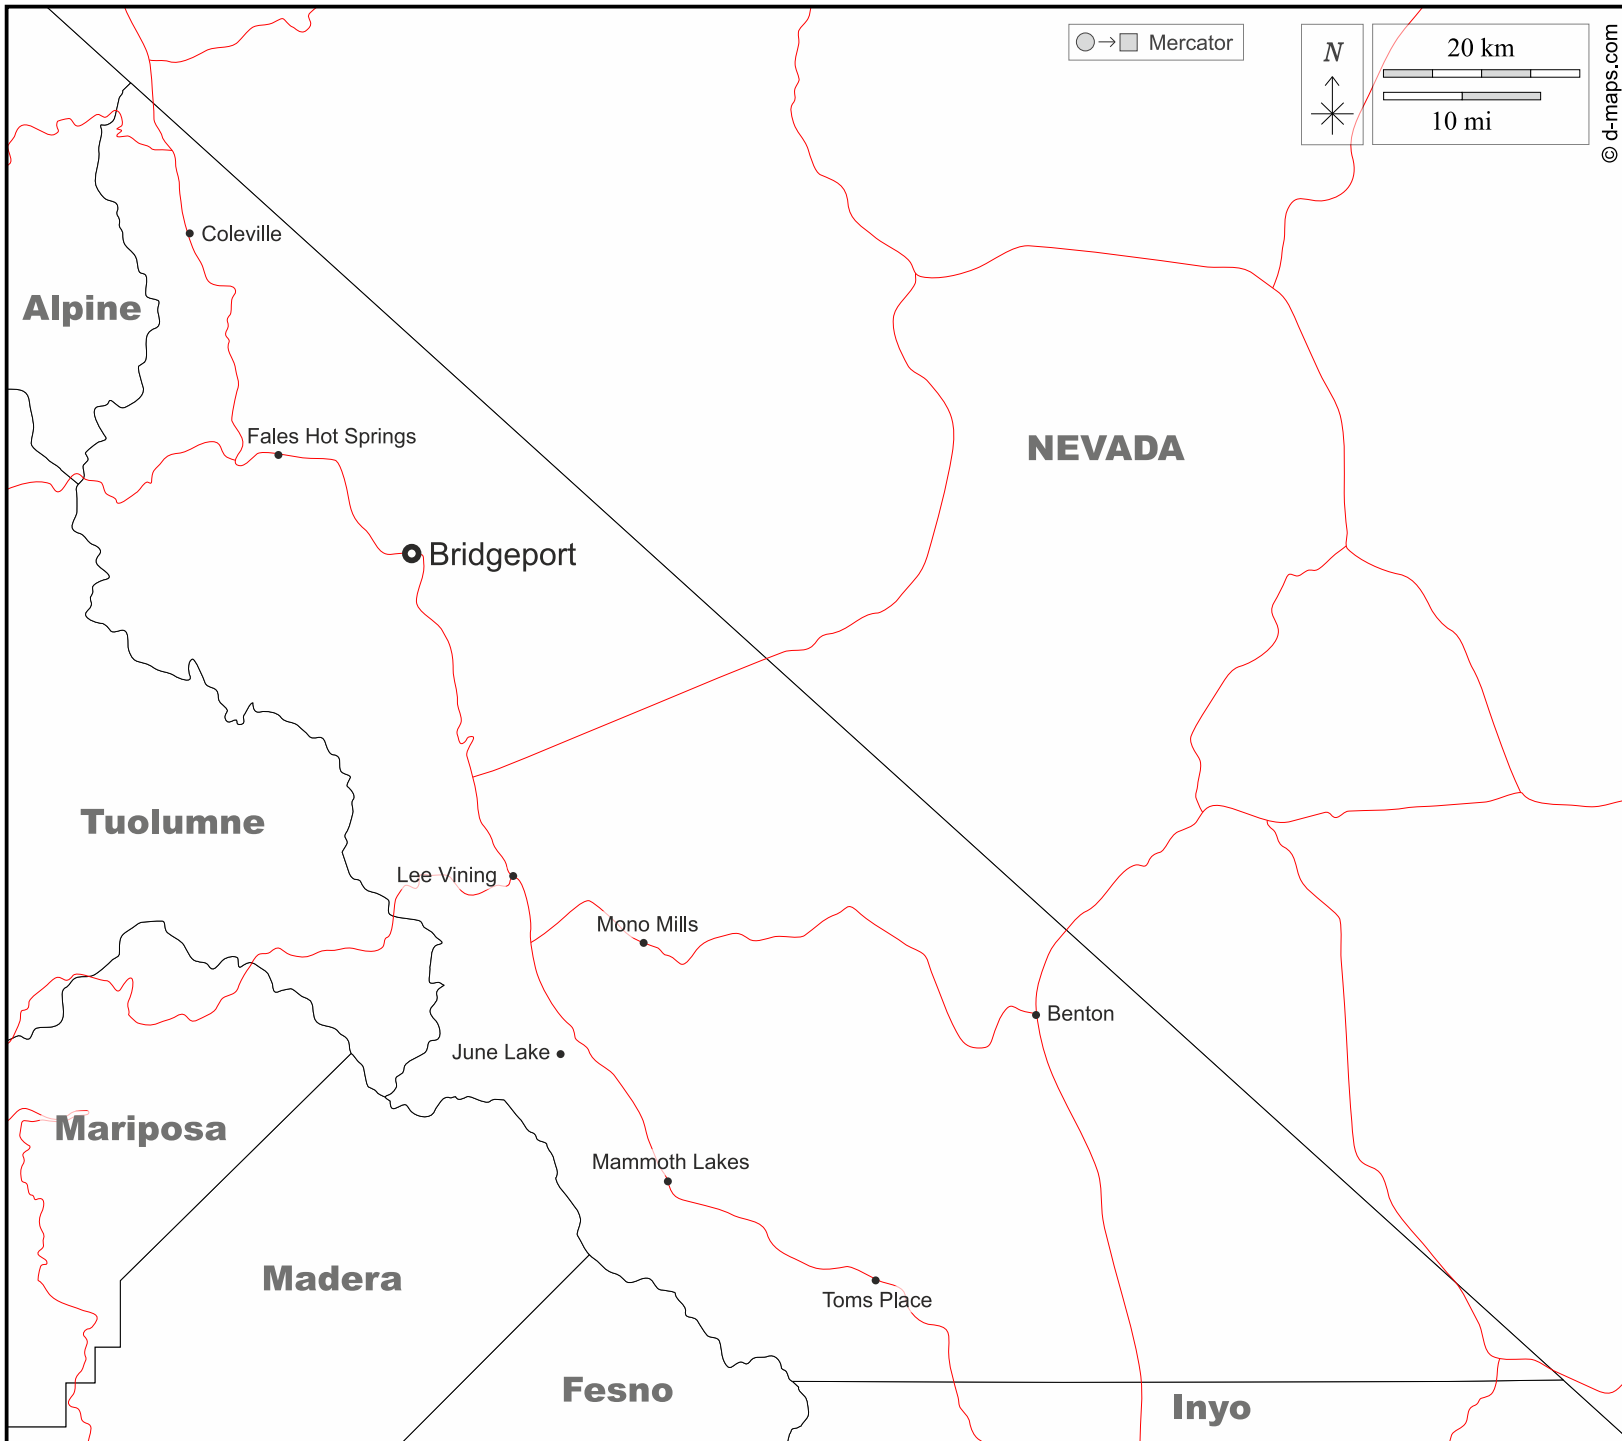 Mercator
N
20 km
10 mi
© d-maps.com
Coleville
Alpine
Fales Hot Springs
NEVADA
Bridgeport
Tuolumne
Lee Vining
Mono Mills
Benton
June Lake
Mariposa
Mammoth Lakes
Madera
Toms Place
Fesno
Inyo